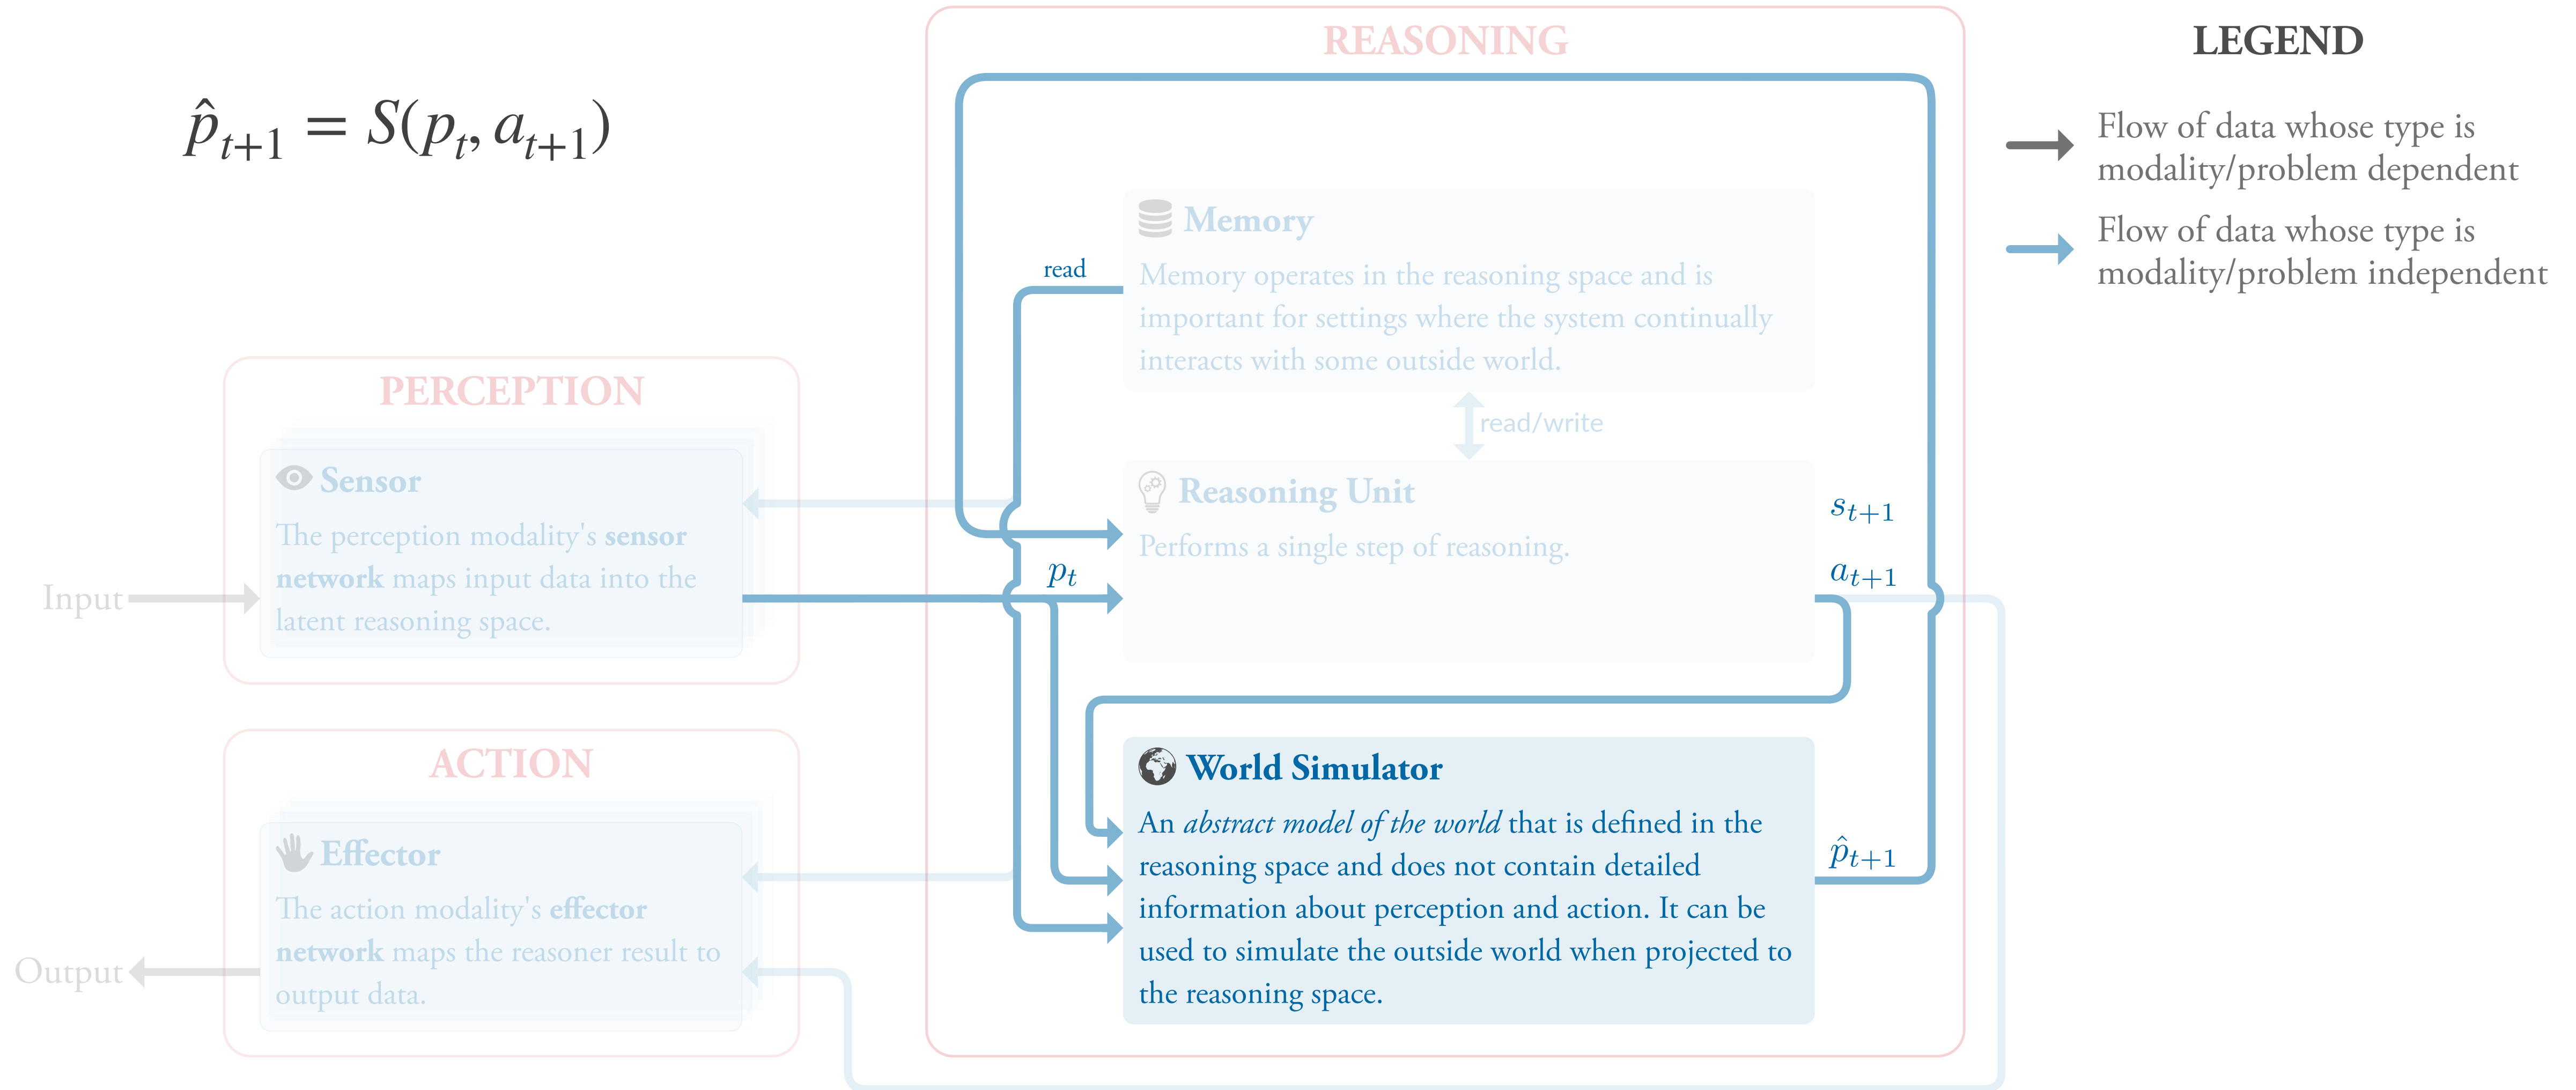 p̂ₜ₊₁ = S(pₜ, aₜ₊₁)
REASONING
LEGEND
Flow of data whose type is
modality/problem dependent
Flow of data whose type is
modality/problem independent
Memory
Memory operates in the reasoning space and is
important for settings where the system continually
interacts with some outside world.
read
read/write
PERCEPTION
Sensor
The perception modality's sensor
network maps input data into the
latent reasoning space.
Input
Reasoning Unit
Performs a single step of reasoning.
pₜ
sₜ₊₁
aₜ₊₁
ACTION
Effector
The action modality's effector
network maps the reasoner result to
output data.
Output
World Simulator
An abstract model of the world that is defined in the
reasoning space and does not contain detailed
information about perception and action. It can be
used to simulate the outside world when projected to
the reasoning space.
p̂ₜ₊₁